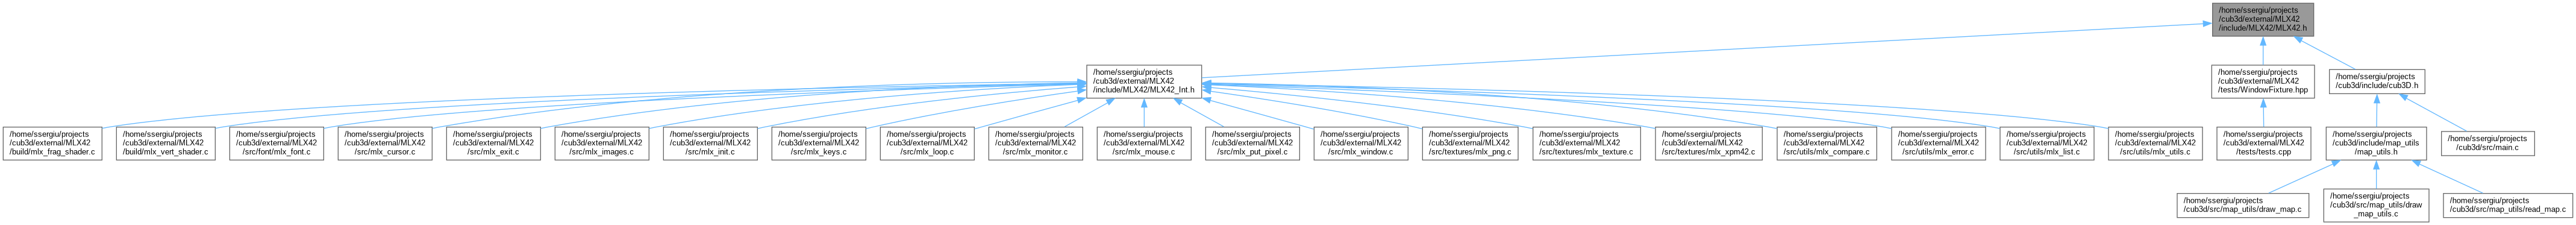 /home/ssergiu/projects
/cub3d/external/MLX42
/include/MLX42/MLX42.h
/home/ssergiu/projects
/cub3d/external/MLX42
/include/MLX42/MLX42_Int.h
/home/ssergiu/projects
/cub3d/external/MLX42
/tests/WindowFixture.hpp
/home/ssergiu/projects
/cub3d/include/cub3D.h
/home/ssergiu/projects
/cub3d/external/MLX42
/build/mlx_frag_shader.c
/home/ssergiu/projects
/cub3d/external/MLX42
/build/mlx_vert_shader.c
/home/ssergiu/projects
/cub3d/external/MLX42
/src/font/mlx_font.c
/home/ssergiu/projects
/cub3d/external/MLX42
/src/mlx_cursor.c
/home/ssergiu/projects
/cub3d/external/MLX42
/src/mlx_exit.c
/home/ssergiu/projects
/cub3d/external/MLX42
/src/mlx_images.c
/home/ssergiu/projects
/cub3d/external/MLX42
/src/mlx_init.c
/home/ssergiu/projects
/cub3d/external/MLX42
/src/mlx_keys.c
/home/ssergiu/projects
/cub3d/external/MLX42
/src/mlx_loop.c
/home/ssergiu/projects
/cub3d/external/MLX42
/src/mlx_monitor.c
/home/ssergiu/projects
/cub3d/external/MLX42
/src/mlx_mouse.c
/home/ssergiu/projects
/cub3d/external/MLX42
/src/mlx_put_pixel.c
/home/ssergiu/projects
/cub3d/external/MLX42
/src/mlx_window.c
/home/ssergiu/projects
/cub3d/external/MLX42
/src/textures/mlx_png.c
/home/ssergiu/projects
/cub3d/external/MLX42
/src/textures/mlx_texture.c
/home/ssergiu/projects
/cub3d/external/MLX42
/src/textures/mlx_xpm42.c
/home/ssergiu/projects
/cub3d/external/MLX42
/src/utils/mlx_compare.c
/home/ssergiu/projects
/cub3d/external/MLX42
/src/utils/mlx_error.c
/home/ssergiu/projects
/cub3d/external/MLX42
/src/utils/mlx_list.c
/home/ssergiu/projects
/cub3d/external/MLX42
/src/utils/mlx_utils.c
/home/ssergiu/projects
/cub3d/external/MLX42
/tests/tests.cpp
/home/ssergiu/projects
/cub3d/include/map_utils
/map_utils.h
/home/ssergiu/projects
/cub3d/src/main.c
/home/ssergiu/projects
/cub3d/src/map_utils/draw_map.c
/home/ssergiu/projects
/cub3d/src/map_utils/draw
_map_utils.c
/home/ssergiu/projects
/cub3d/src/map_utils/read_map.c